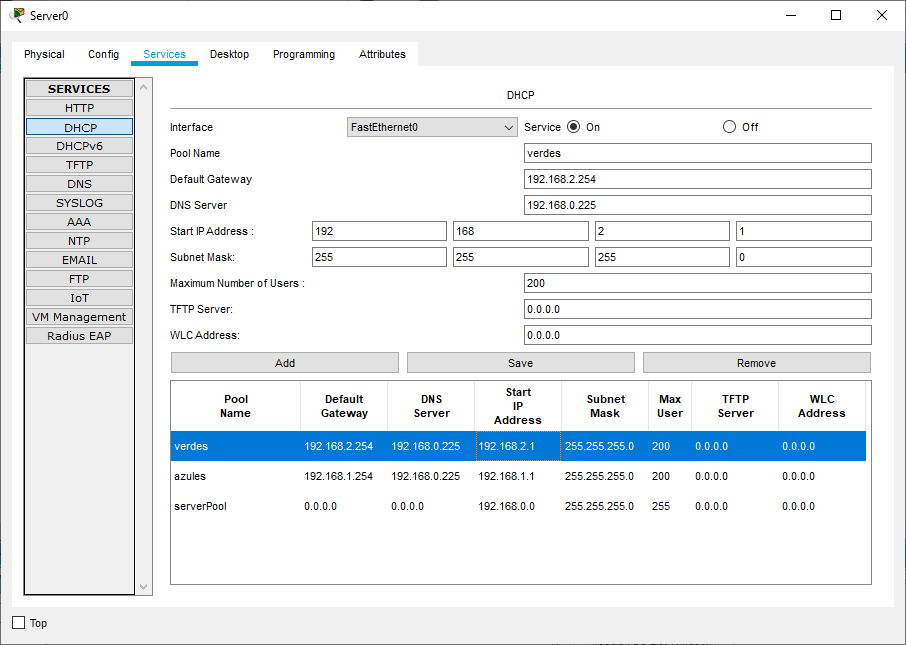 Server0
Physical Config Services Desktop Programming Attributes
SERVICES
HTTP
DHCP
DHCPv6
TFTP
DNS
SYSLOG
AAA
NTP
EMAIL
FTP
IoT
VM Management
Radius EAP
DHCP
Interface FastEthernet0 Service On Off
Pool Name verdes
Default Gateway 192.168.2.254
DNS Server 192.168.0.225
Start IP Address : 192 168 2 1
Subnet Mask: 255 255 255 0
Maximum Number of Users : 200
TFTP Server: 0.0.0.0
WLC Address: 0.0.0.0
Add Save Remove
Pool Name Default Gateway DNS Server Start IP Address Subnet Mask Max User TFTP Server WLC Address
verdes 192.168.2.254 192.168.0.225 192.168.2.1 255.255.255.0 200 0.0.0.0 0.0.0.0
azules 192.168.1.254 192.168.0.225 192.168.1.1 255.255.255.0 200 0.0.0.0 0.0.0.0
serverPool 0.0.0.0 0.0.0.0 192.168.0.0 255.255.255.0 255 0.0.0.0 0.0.0.0
Top